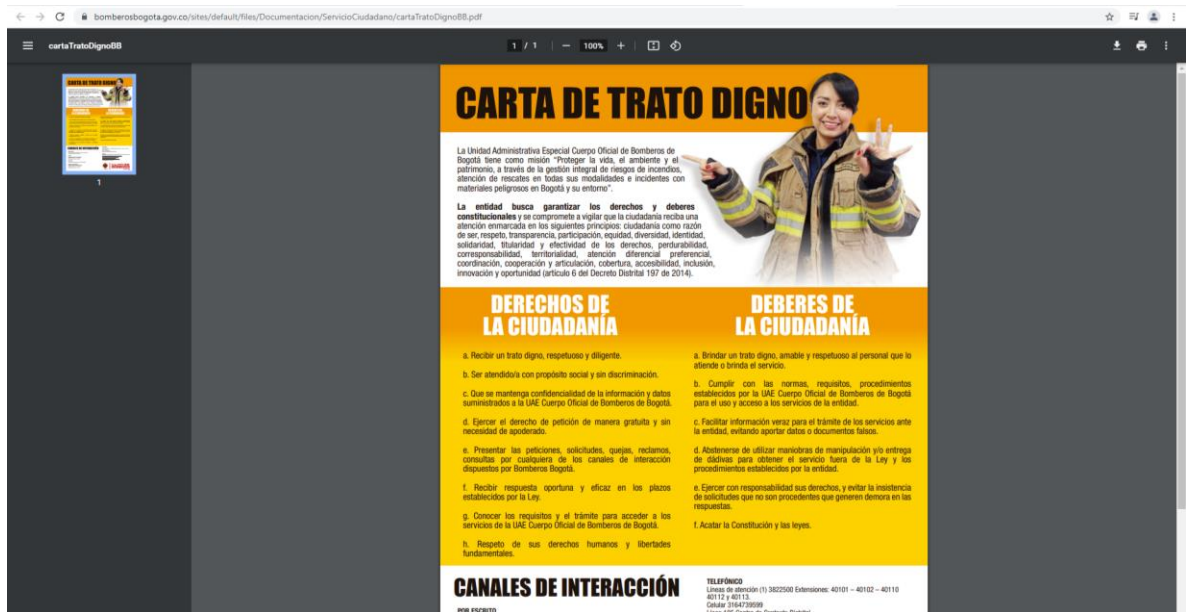 bomberosbogota.gov.co/sites/default/files/Documentacion/ServicioCiudadano/cartaTratoDignoBB.pdf
cartaTratoDignoBB
1 / 1
100%
1
CARTA DE TRATO DIGNO
La Unidad Administrativa Especial Cuerpo Oficial de Bomberos de
Bogotá tiene como misión “Proteger la vida, el ambiente y el
patrimonio, a través de la gestión integral de riesgos de incendios,
atención de rescates en todas sus modalidades e incidentes con
materiales peligrosos en Bogotá y su entorno”.
La entidad busca garantizar los derechos y deberes
constitucionales y se compromete a vigilar que la ciudadanía reciba una
atención enmarcada en los siguientes principios: ciudadanía como razón
de ser, respeto, transparencia, participación, equidad, diversidad, identidad,
solidaridad, titularidad y efectividad de los derechos, perdurabilidad,
corresponsabilidad, territorialidad, atención diferencial preferencial,
coordinación, cooperación y articulación, cobertura, accesibilidad, inclusión,
innovación y oportunidad (artículo 6 del Decreto Distrital 197 de 2014).
DERECHOS DE
LA CIUDADANÍA
a. Recibir un trato digno, respetuoso y diligente.
b. Ser atendido/a con propósito social y sin discriminación.
c. Que se mantenga confidencialidad de la información y datos
suministrados a la UAE Cuerpo Oficial de Bomberos de Bogotá.
d. Ejercer el derecho de petición de manera gratuita y sin
necesidad de apoderado.
e. Presentar las peticiones, solicitudes, quejas, reclamos,
consultas por cualquiera de los canales de interacción
dispuestos por Bomberos Bogotá.
f. Recibir respuesta oportuna y eficaz en los plazos
establecidos por la Ley.
g. Conocer los requisitos y el trámite para acceder a los
servicios de la UAE Cuerpo Oficial de Bomberos de Bogotá.
h. Respeto de sus derechos humanos y libertades
fundamentales.
DEBERES DE
LA CIUDADANÍA
a. Brindar un trato digno, amable y respetuoso al personal que lo
atiende o brinda el servicio.
b. Cumplir con las normas, requisitos, procedimientos
establecidos por la UAE Cuerpo Oficial de Bomberos de Bogotá
para el uso y acceso a los servicios de la entidad.
c. Facilitar información veraz para el trámite de los servicios ante
la entidad, evitando aportar datos o documentos falsos.
d. Abstenerse de utilizar maniobras de manipulación y/o entrega
de dádivas para obtener el servicio fuera de la Ley y los
procedimientos establecidos por la entidad.
e. Ejercer con responsabilidad sus derechos, y evitar la insistencia
de solicitudes que no son procedentes que generen demora en las
respuestas.
f. Acatar la Constitución y las leyes.
CANALES DE INTERACCIÓN
POR ESCRITO
TELEFÓNICO
Líneas de atención (1) 3822500 Extensiones: 40101 – 40102 – 40110
40112 y 40113.
Celular 3164739599